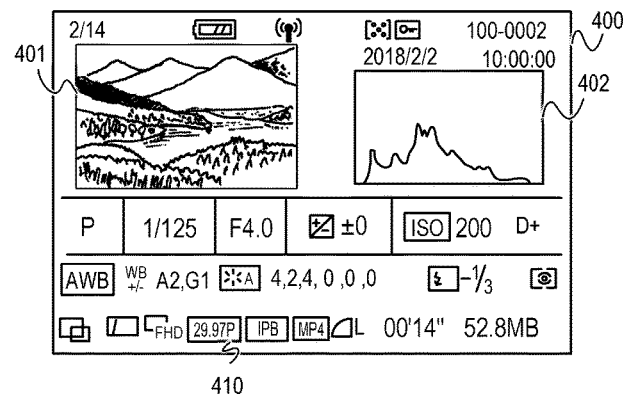 2/14 100-0002 400
401 2018/2/2 10:00:00
402
P 1/125 F4.0 ±0 ISO 200 D+
AWB WB +/- A2,G1 A 4,2,4, 0 ,0 ,0 -1/3
FHD 29.97P IPB MP4 L 00'14" 52.8MB
410